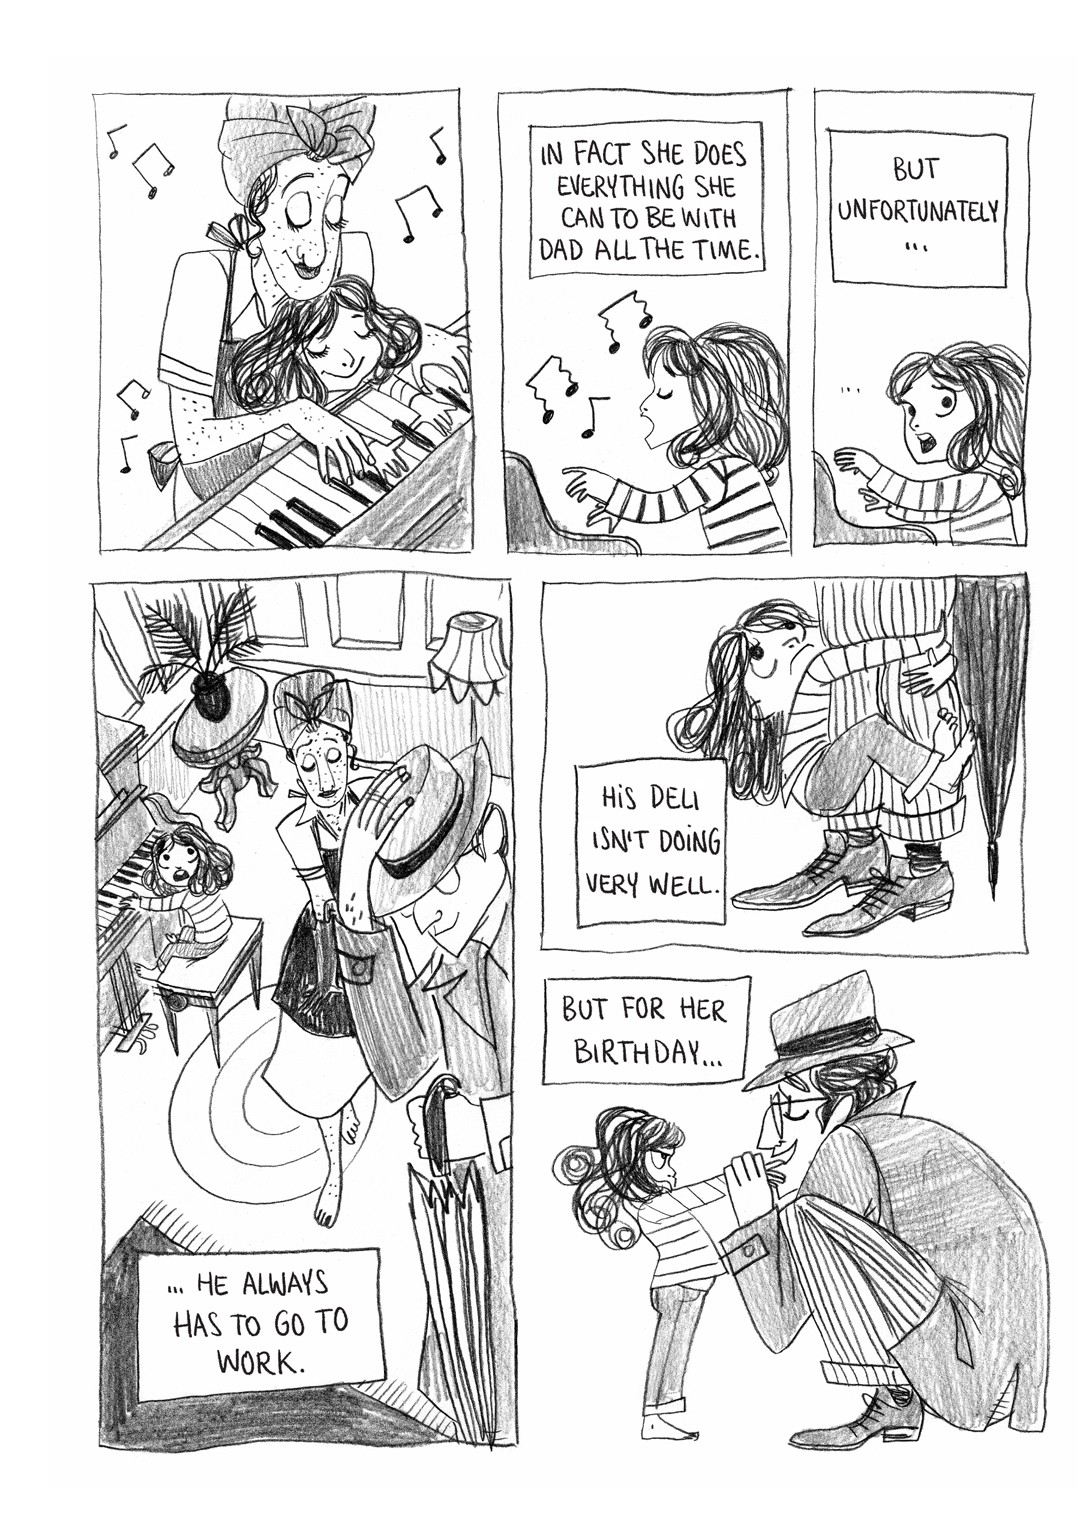 IN FACT SHE DOES
EVERYTHING SHE
CAN TO BE WITH
DAD ALL THE TIME.
BUT
UNFORTUNATELY
...
...
... HE ALWAYS
HAS TO GO TO
WORK.
HIS DELI
ISN'T DOING
VERY WELL.
BUT FOR HER
BIRTHDAY...